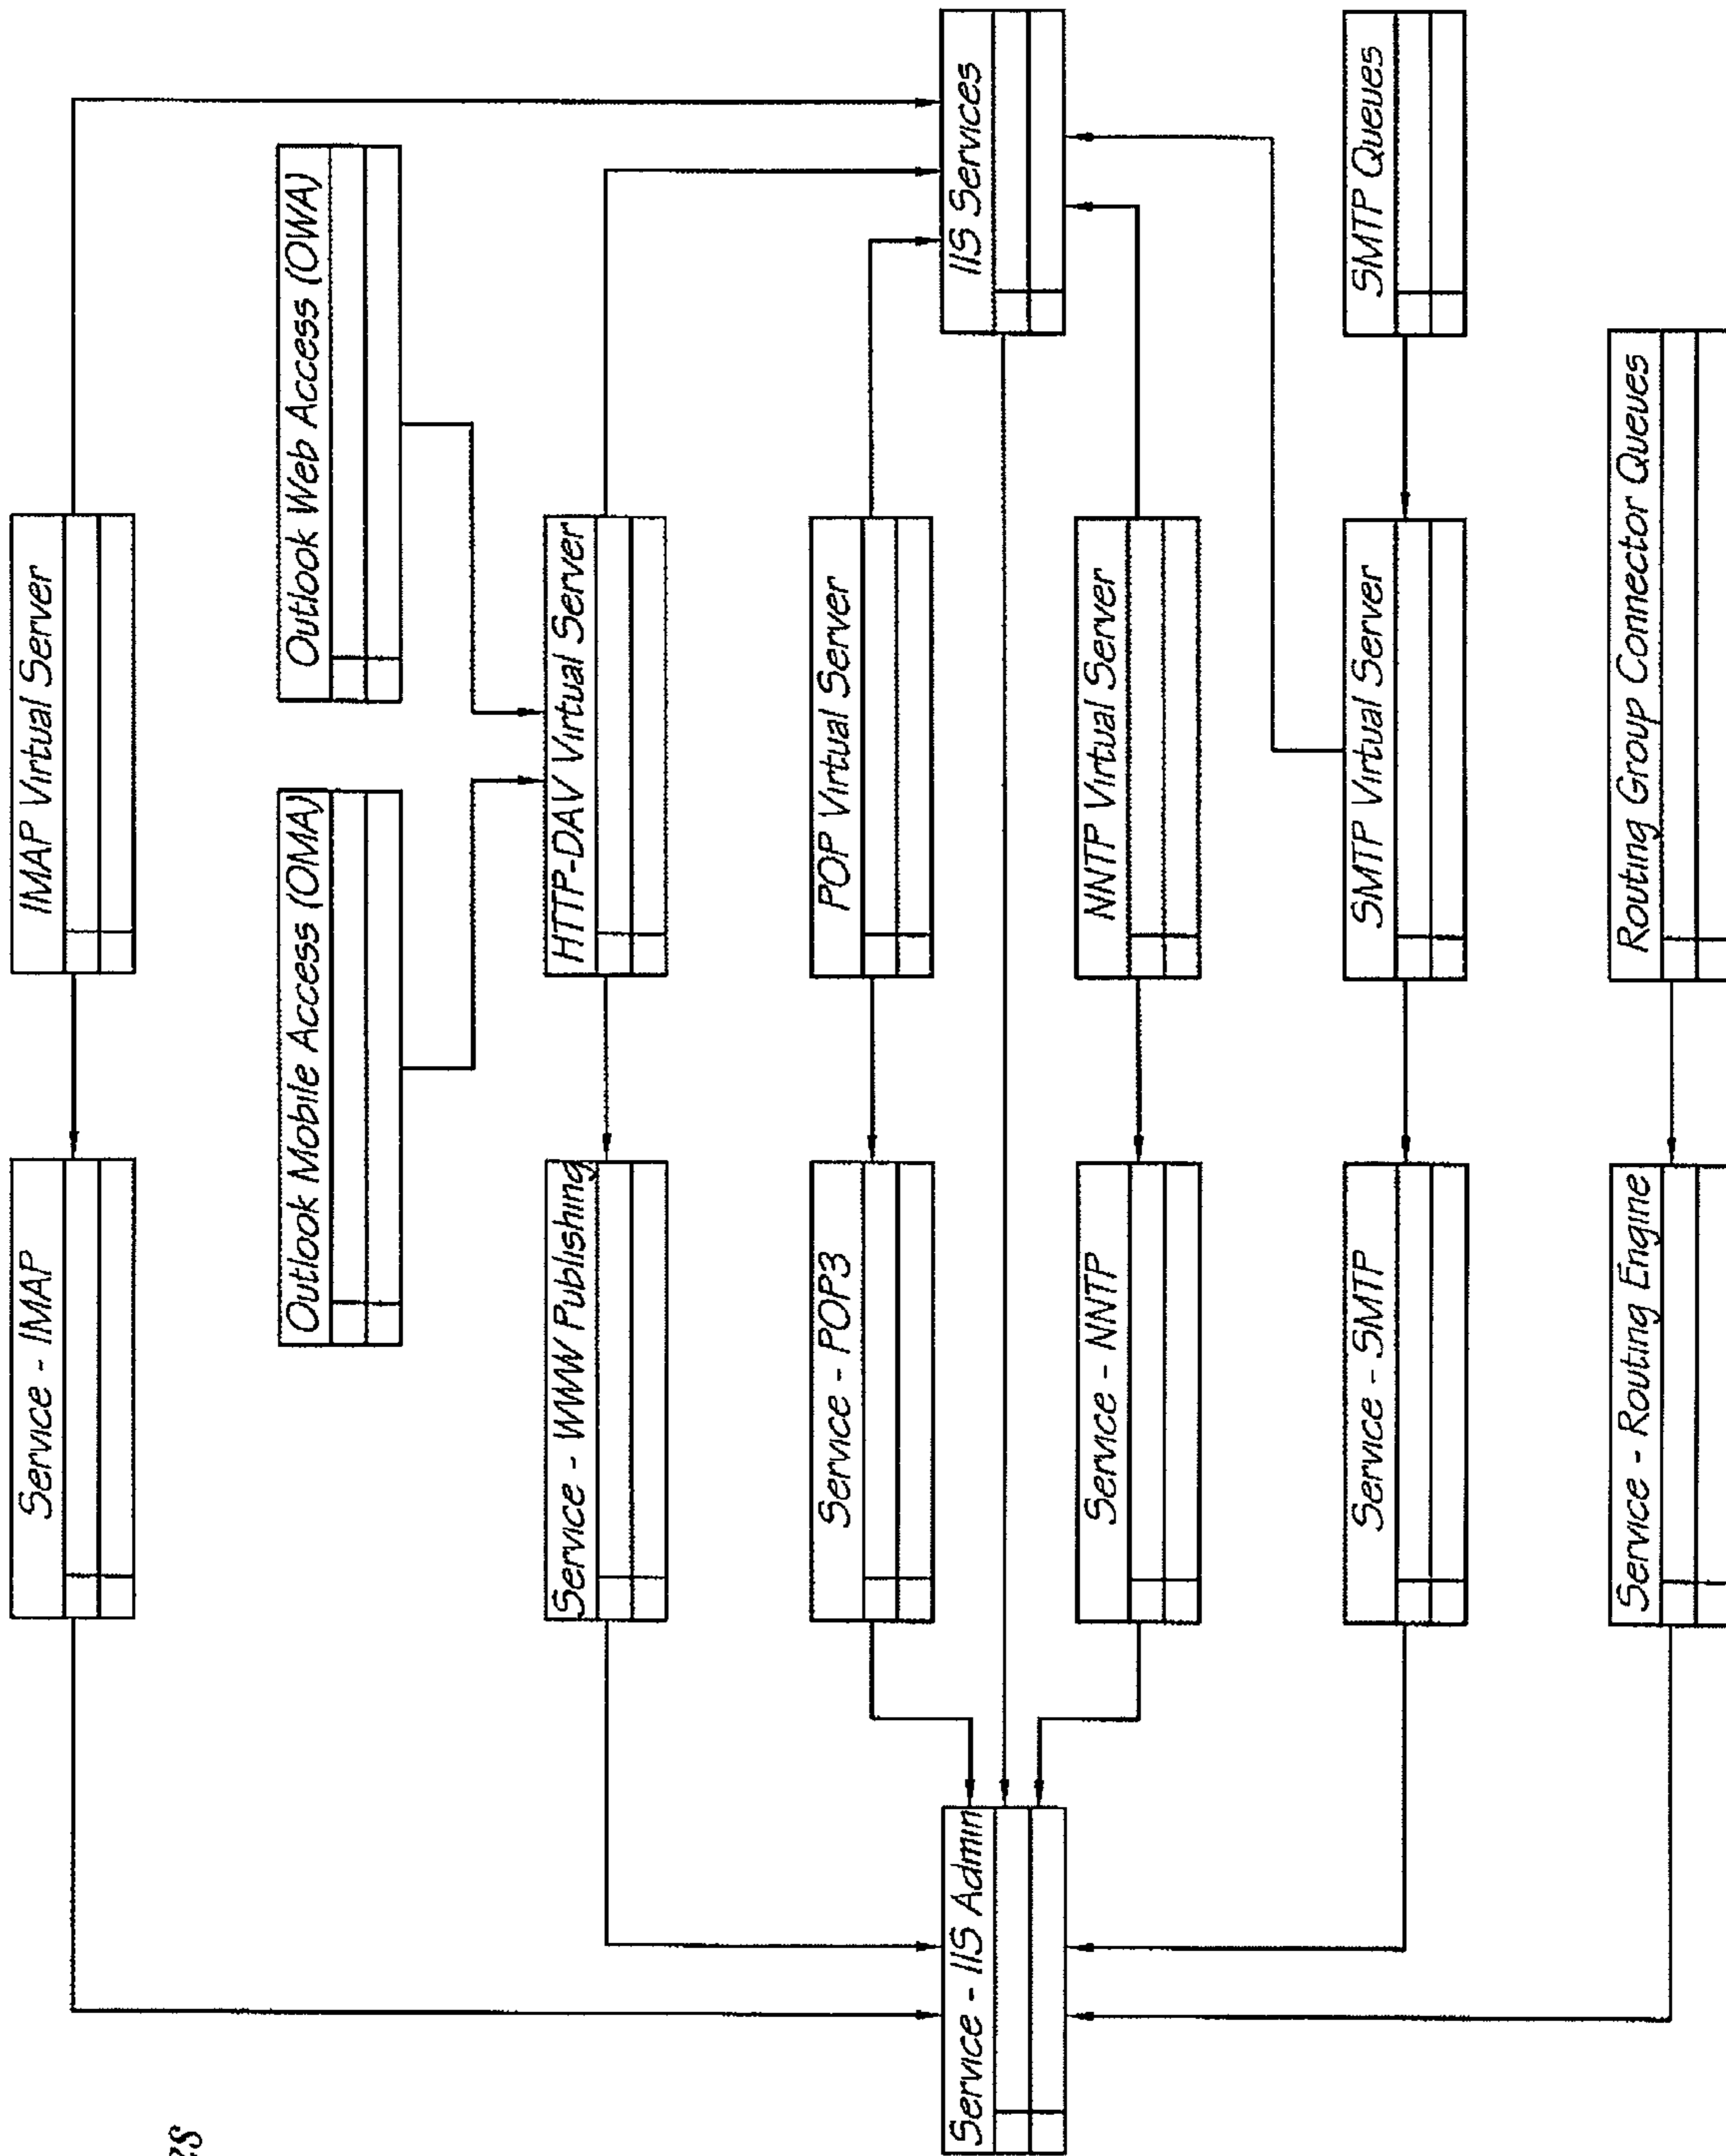 IMAP Virtual Server
Service - IMAP
Outlook Web Access (OWA)
Outlook Mobile Access (OMA)
HTTP-DAV Virtual Server
Service - WWW Publishing
POP Virtual Server
Service - POP3
IIS Services
Service - IIS Admin
NNTP Virtual Server
Service - NNTP
SMTP Queues
SMTP Virtual Server
Service - SMTP
Routing Group Connector Queues
Service - Routing Engine